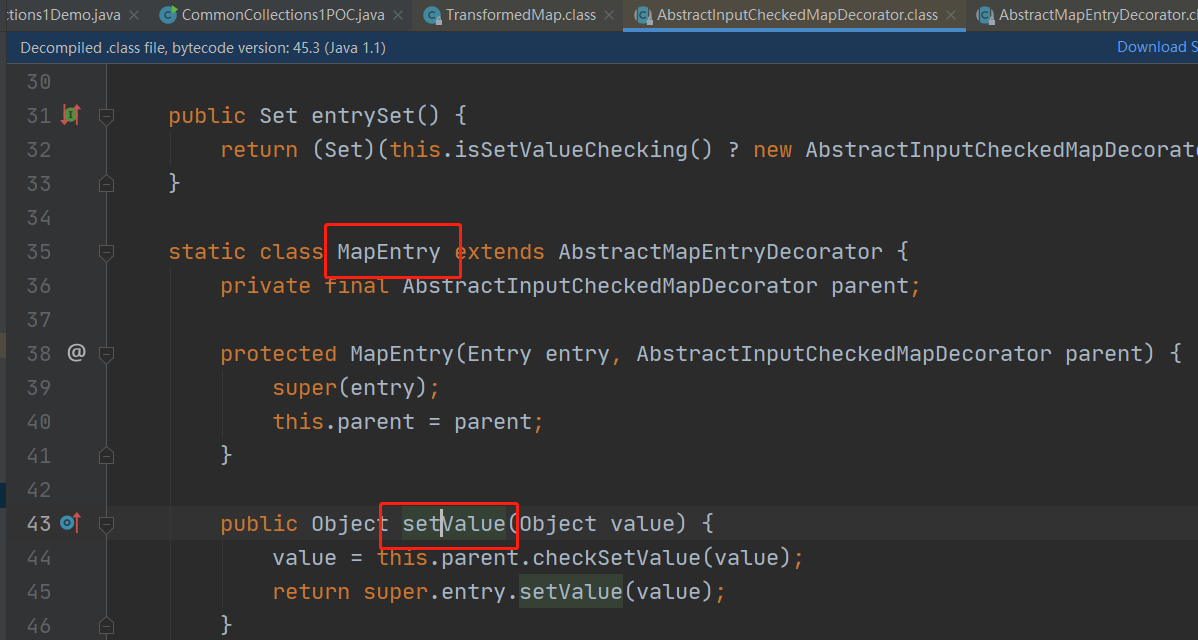 ctions1Demo.java CommonCollections1POC.java TransformedMap.class AbstractInputCheckedMapDecorator.class AbstractMapEntryDecorator.cl
Decompiled .class file, bytecode version: 45.3 (Java 1.1) Download S
30
31 public Set entrySet() {
32 return (Set)(this.isSetValueChecking() ? new AbstractInputCheckedMapDecorato
33 }
34
35 static class MapEntry extends AbstractMapEntryDecorator {
36 private final AbstractInputCheckedMapDecorator parent;
37
38 @ protected MapEntry(Entry entry, AbstractInputCheckedMapDecorator parent) {
39 super(entry);
40 this.parent = parent;
41 }
42
43 public Object setValue(Object value) {
44 value = this.parent.checkSetValue(value);
45 return super.entry.setValue(value);
46 }